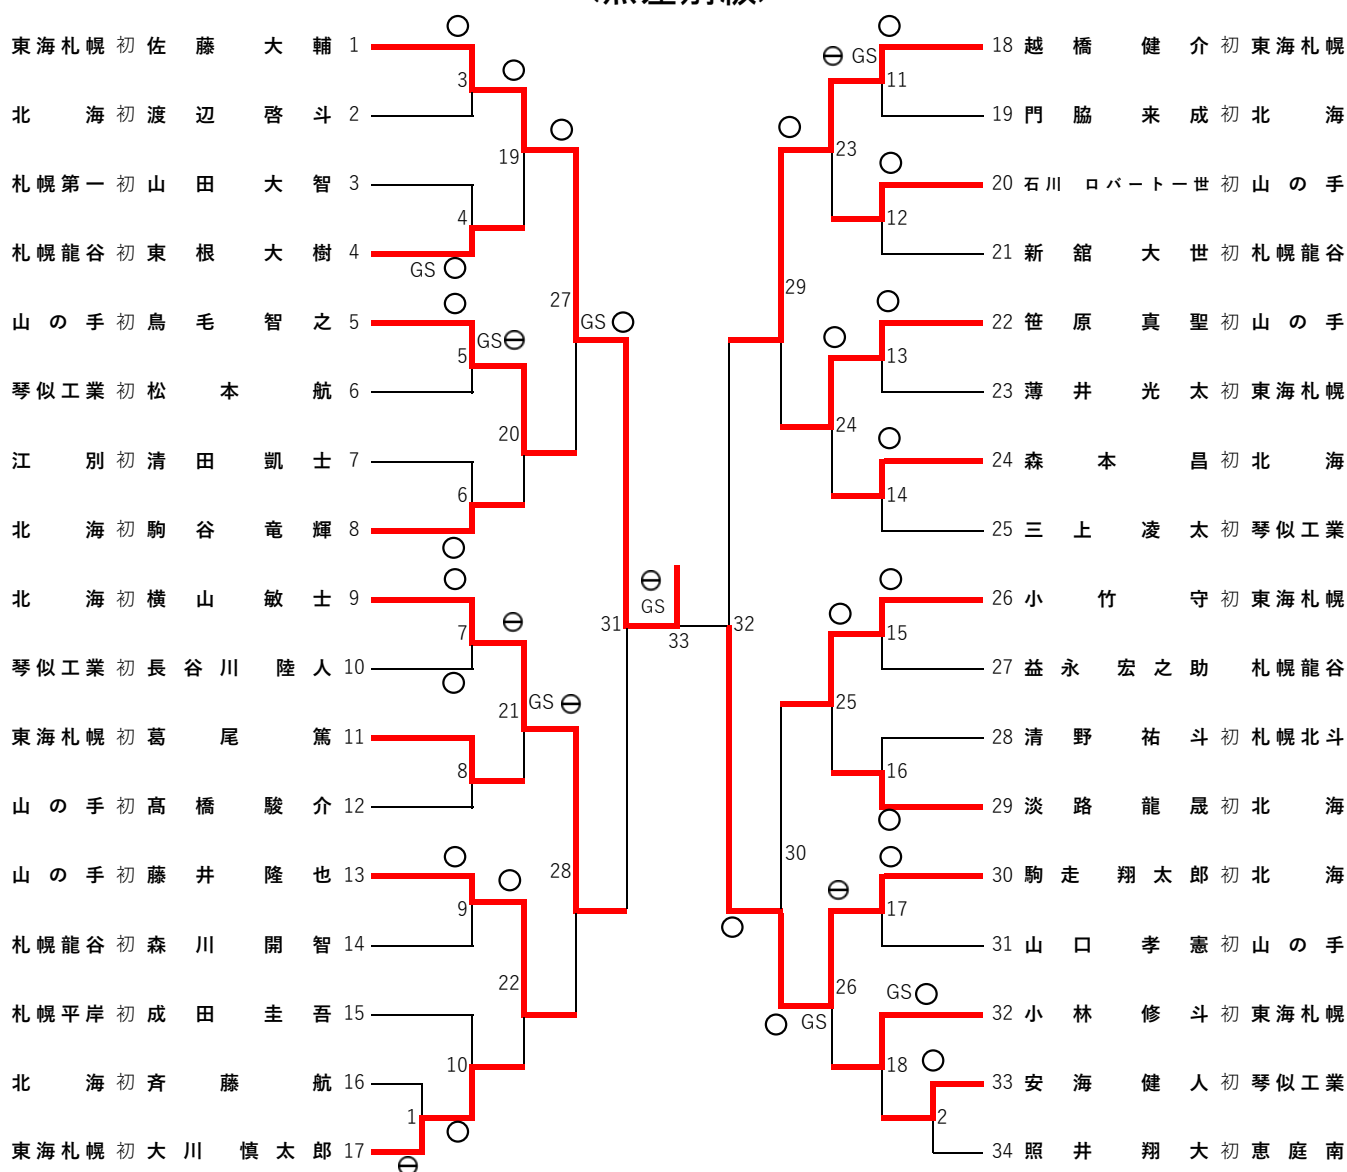 東海札幌 初 佐藤大輔 1
北海 初 渡辺啓斗 2
札幌第一 初 山田大智 3
札幌龍谷 初 東根大樹 4
山の手 初 鳥毛智之 5
琴似工業 初 松本航 6
江別 初 清田凱士 7
北海 初 駒谷竜輝 8
北海 初 横山敏士 9
琴似工業 初 長谷川陸人 10
東海札幌 初 葛尾篤 11
山の手 初 髙橋駿介 12
山の手 初 藤井隆也 13
札幌龍谷 初 森川開智 14
札幌平岸 初 成田圭吾 15
北海 初 斉藤航 16
東海札幌 初 大川慎太郎 17
3
19
4
GS
27
GS
5
GS
20
6
7
21
GS
8
28
9
22
10
1
31
GS
33
32
18 越橋健介 初 東海札幌
19 門脇来成 初 北海
20 石川ロバート一世 初 山の手
21 新舘大世 初 札幌龍谷
22 笹原真聖 初 山の手
23 薄井光太 初 東海札幌
24 森本昌 初 北海
25 三上凌太 初 琴似工業
26 小竹守 初 東海札幌
27 益永宏之助 札幌龍谷
28 清野祐斗 初 札幌北斗
29 淡路龍晟 初 北海
30 駒走翔太郎 初 北海
31 山口孝憲 初 山の手
32 小林修斗 初 東海札幌
33 安海健人 初 琴似工業
34 照井翔大 初 恵庭南
GS
11
23
12
29
13
24
14
15
25
16
30
17
26
GS
GS
18
2